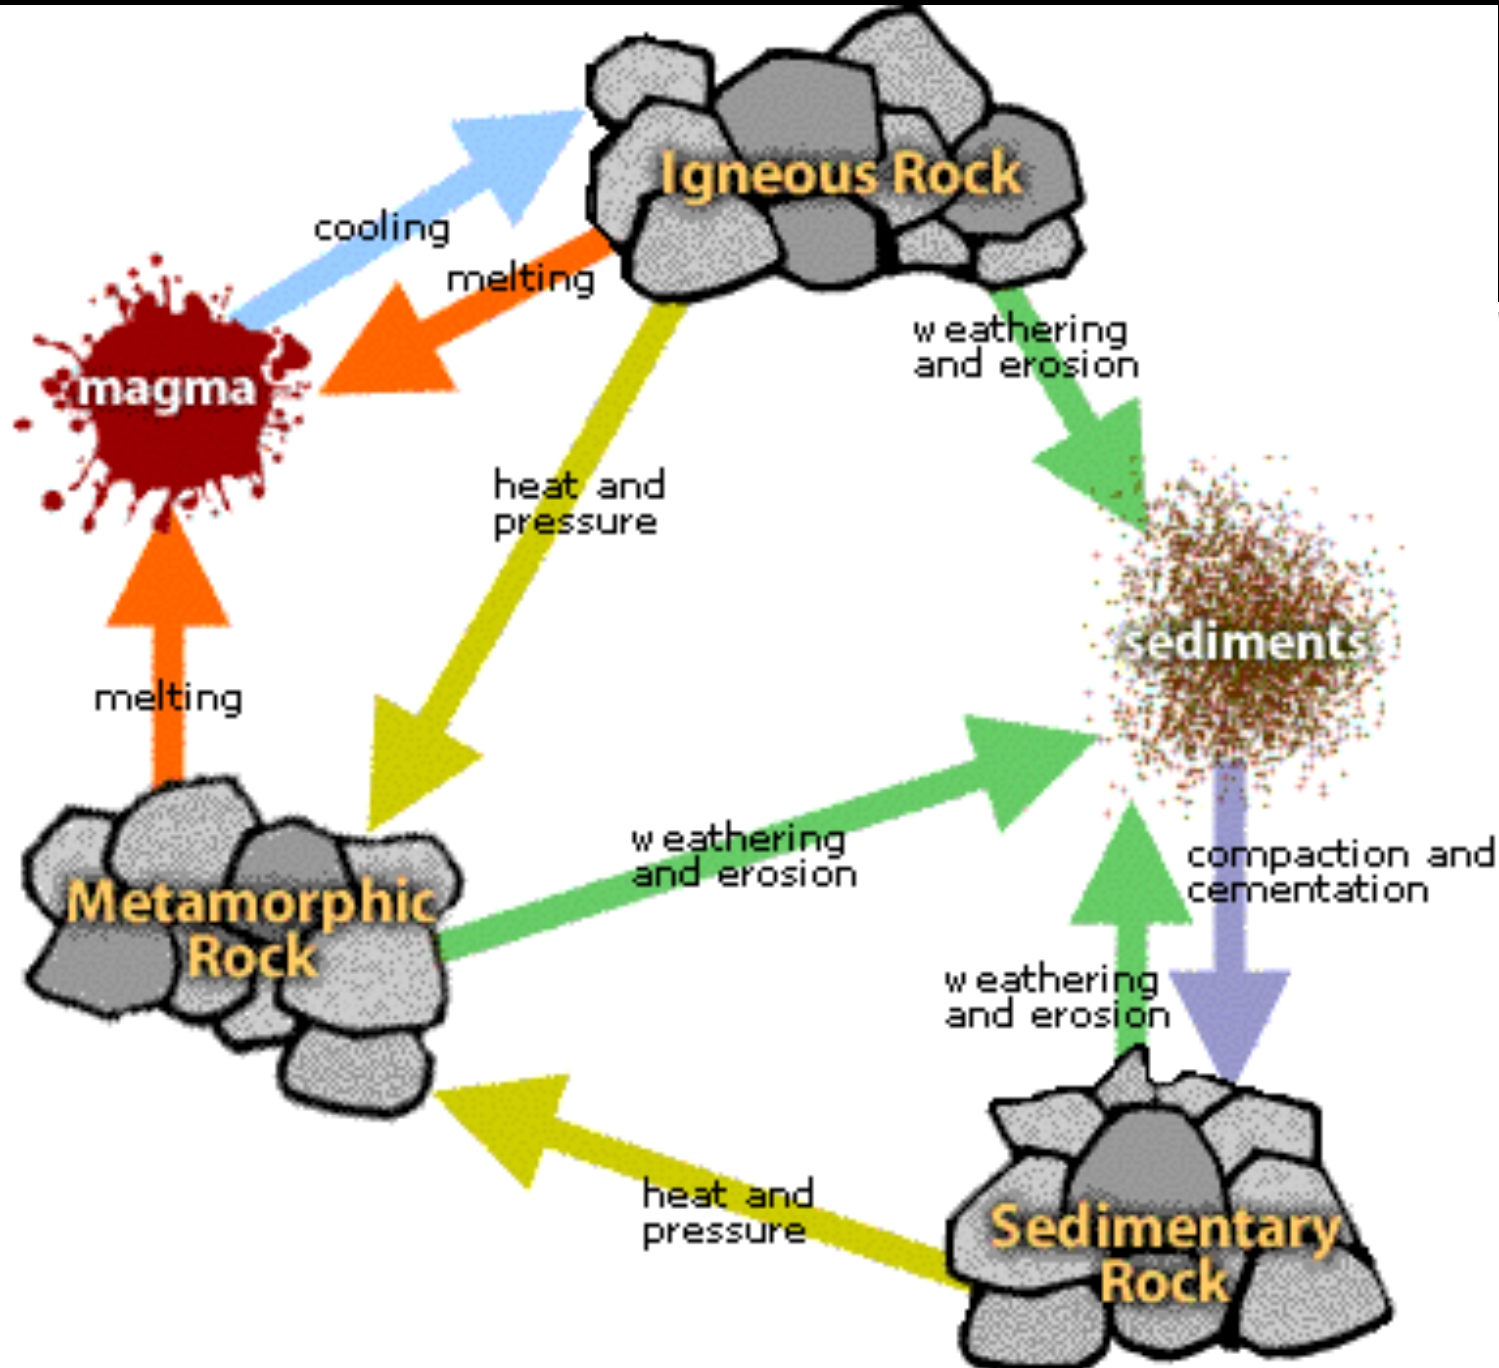 Igneous Rock
cooling
melting
weathering
and erosion
magma
heat and
pressure
sediments
melting
weathering
and erosion
compaction and
cementation
Metamorphic
Rock
weathering
and erosion
heat and
pressure
Sedimentary
Rock